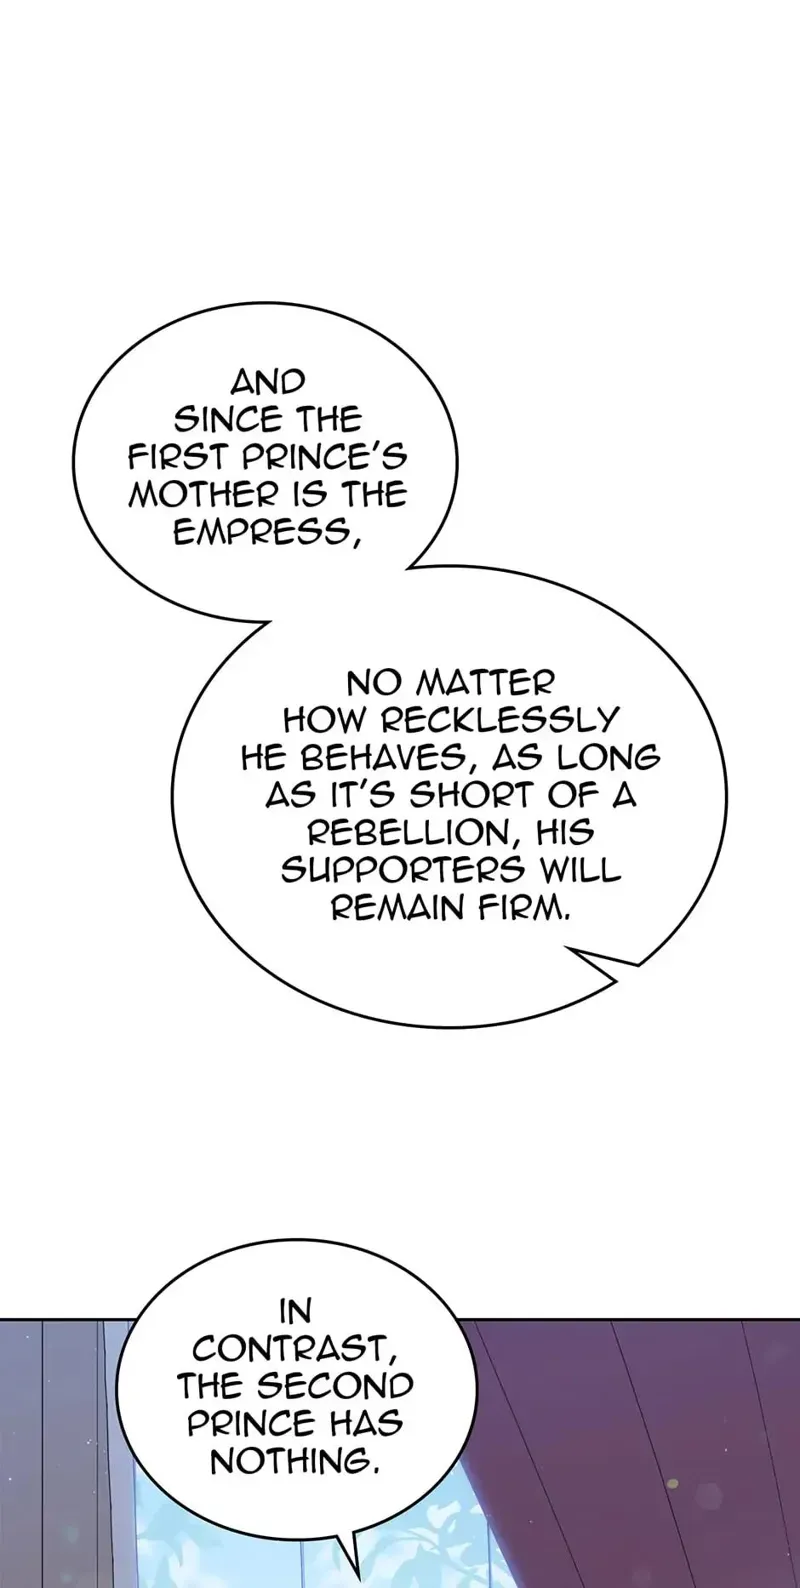 AND
SINCE THE
FIRST PRINCE'S
MOTHER IS THE
EMPRESS,
NO MATTER
HOW RECKLESSLY
HE BEHAVES, AS LONG
AS IT'S SHORT OF A
REBELLION, HIS
SUPPORTERS WILL
REMAIN FIRM.
IN
CONTRAST,
THE SECOND
PRINCE HAS
NOTHING.